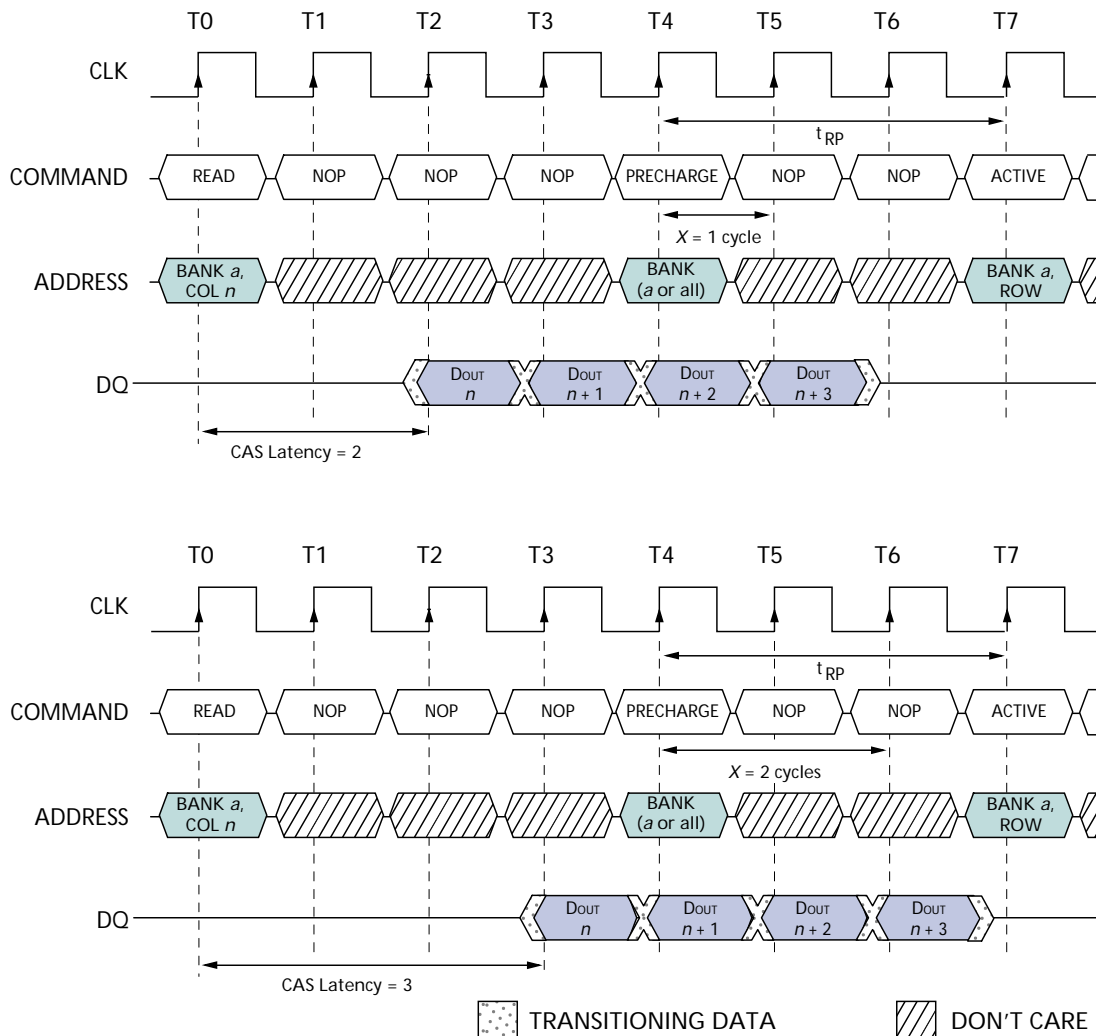 T0 T1 T2 T3 T4 T5 T6 T7
CLK
t RP
COMMAND READ NOP NOP NOP PRECHARGE NOP NOP ACTIVE
X = 1 cycle
ADDRESS BANK a, COL n BANK (a or all) BANK a, ROW
DQ DOUT n DOUT n + 1 DOUT n + 2 DOUT n + 3
CAS Latency = 2
T0 T1 T2 T3 T4 T5 T6 T7
CLK
t RP
COMMAND READ NOP NOP NOP PRECHARGE NOP NOP ACTIVE
X = 2 cycles
ADDRESS BANK a, COL n BANK (a or all) BANK a, ROW
DQ DOUT n DOUT n + 1 DOUT n + 2 DOUT n + 3
CAS Latency = 3
TRANSITIONING DATA DON'T CARE